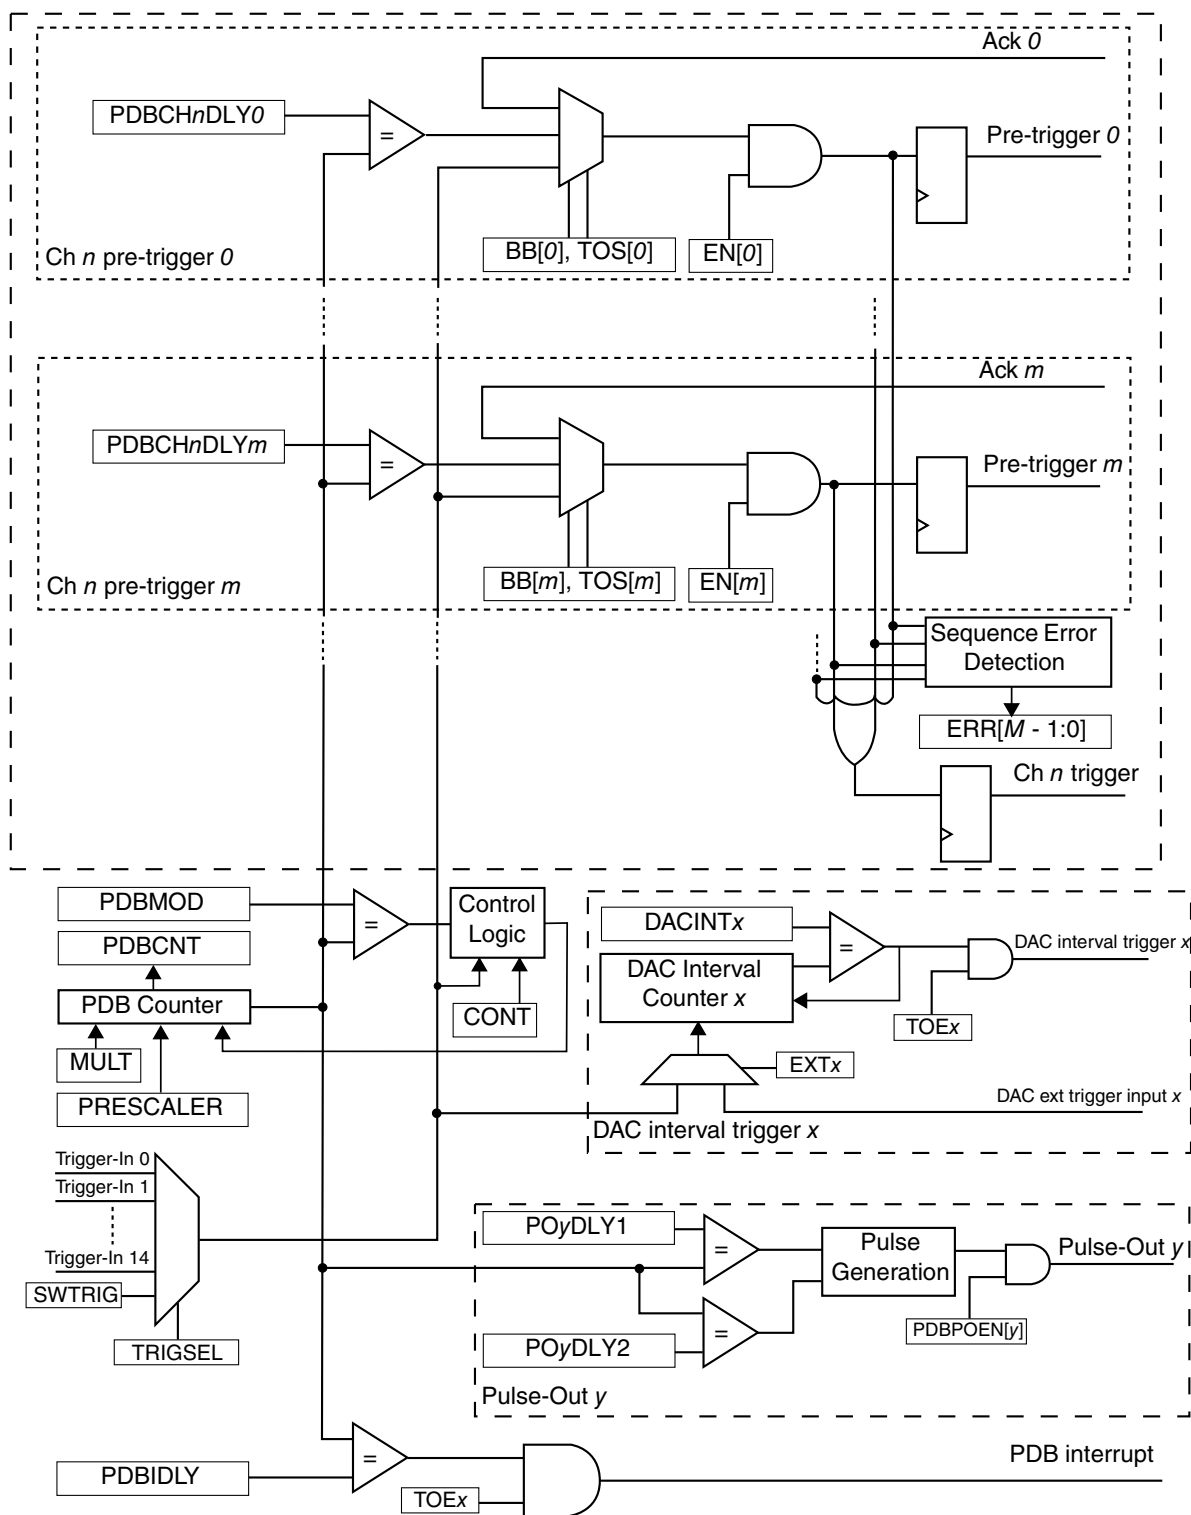 Ack 0
PDBCHnDLY0
=
Pre-trigger 0
BB[0], TOS[0]
EN[0]
Ch n pre-trigger 0
Ack m
PDBCHnDLYm
=
Pre-trigger m
BB[m], TOS[m]
EN[m]
Ch n pre-trigger m
Sequence Error
Detection
ERR[M - 1:0]
Ch n trigger
PDBMOD
=
Control
Logic
PDBCNT
PDB Counter
CONT
MULT
PRESCALER
DACINTx
=
DAC interval trigger x
DAC Interval
Counter x
TOEx
EXTx
DAC ext trigger input x
DAC interval trigger x
Trigger-In 0
Trigger-In 1
Trigger-In 14
SWTRIG
TRIGSEL
POyDLY1
=
Pulse
Generation
Pulse-Out y
POyDLY2
=
PDBPOEN[y]
Pulse-Out y
PDBIDLY
=
TOEx
PDB interrupt